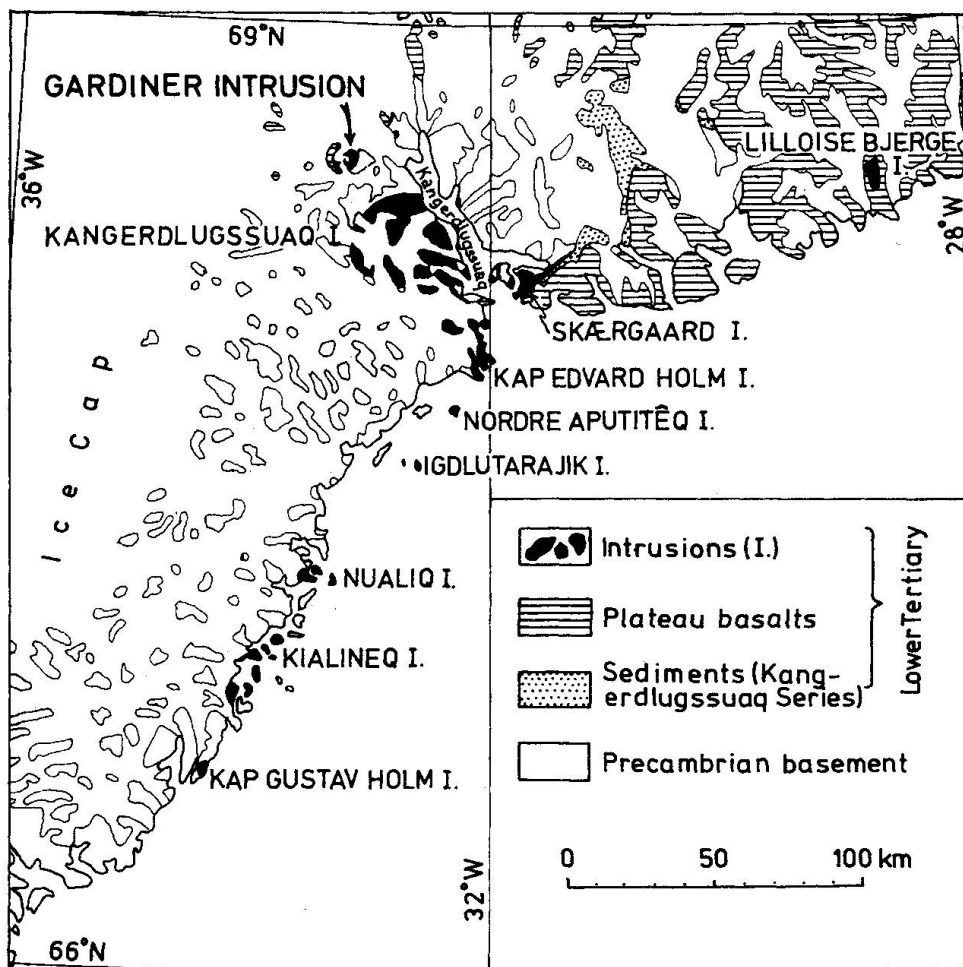 69°N
GARDINER INTRUSION
36°W
LILLOISE BJERGE
I.
28°W
Kangerdlugssuaq
KANGERDLUGSSUAQ I.
SKÆRGAARD I.
KAP EDVARD HOLM I.
NORDRE APUTITÊQ I.
IGDLUTARAJIK I.
Ice Cap
NUALIQ I.
KIALINEQ I.
KAP GUSTAV HOLM I.
Intrusions (I.)
Plateau basalts
Sediments (Kang-
erdlugssuaq Series)
Lower Tertiary
Precambrian basement
0 50 100 km
32°W
66°N